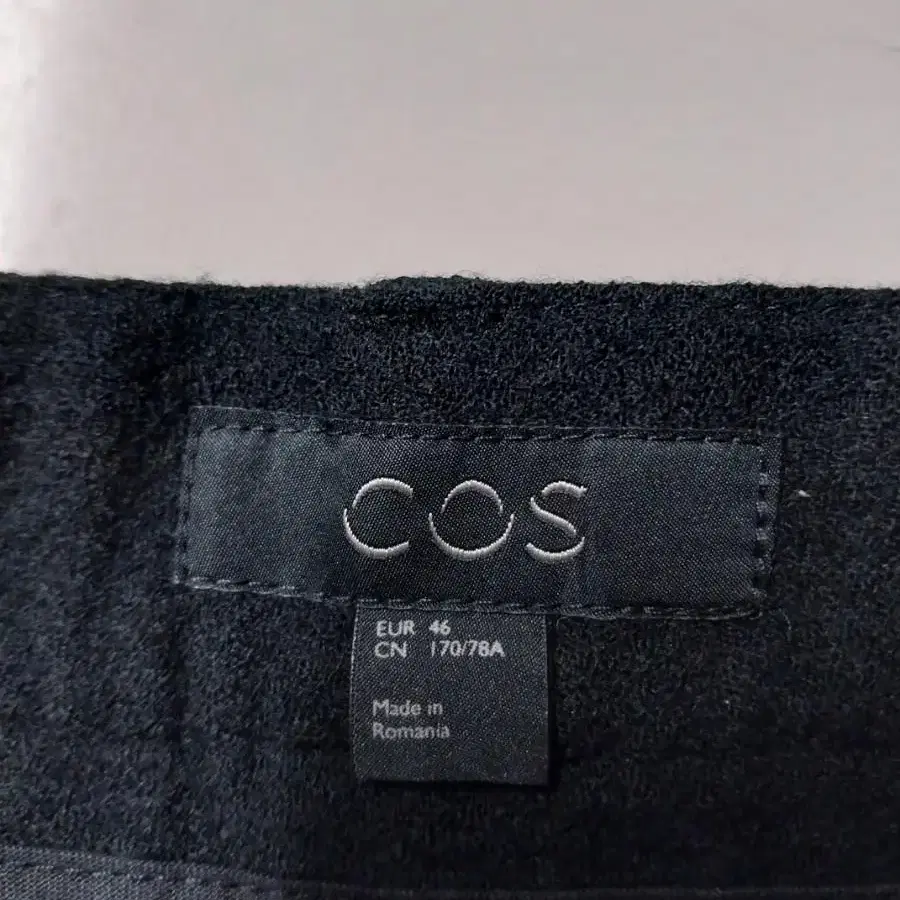 COS
EUR 46
CN 170/78A
Made in
Romania